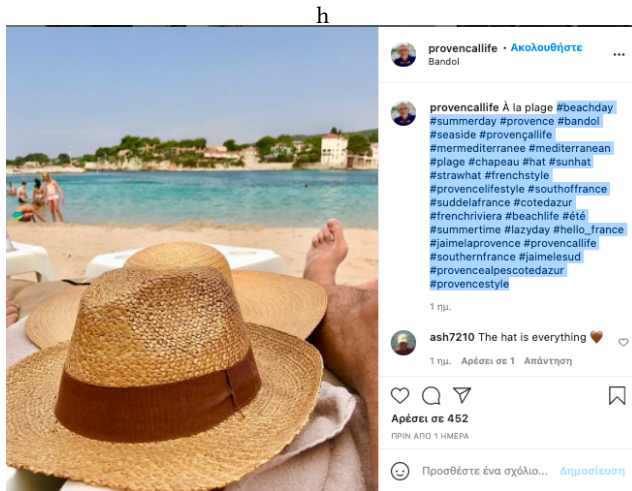 h
provencallife • Ακολουθήστε
Bandol
...
provencallife À la plage #beachday
#summerday #provence #bandol
#seaside #provençallife
#mermediterranee #mediterranean
#plage #chapeau #hat #sunhat
#strawhat #frenchstyle
#provencelifestyle #southoffrance
#suddelafrance #cotedazur
#frenchriviera #beachlife #été
#summertime #lazyday #hello_france
#jaimelaprovence #provencallife
#southernfrance #jaimelesud
#provencealpescotedazur
#provencestyle
1 ημ.
ash7210 The hat is everything 🤎
1 ημ. Αρέσει σε 1 Απάντηση
Αρέσει σε 452
ΠΡΙΝ ΑΠΟ 1 ΗΜΕΡΑ
Προσθέστε ένα σχόλιο... Δημοσίευση